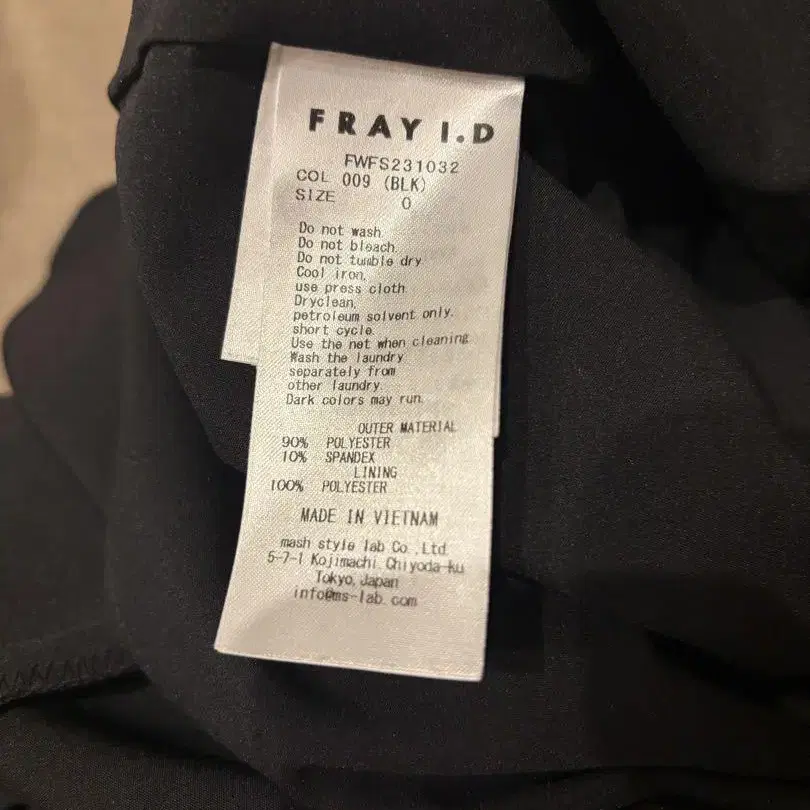 FRAY I.D
FWFS231032
COL 009 (BLK)
SIZE 0
Do not wash
Do not bleach.
Do not tumble dry
Cool iron,
use press cloth
Dryclean,
petroleum solvent only.
short cycle.
Use the net when cleaning
Wash the laundry
separately from
other laundry.
Dark colors may run.
OUTER MATERIAL
90% POLYESTER
10% SPANDEX
LINING
100% POLYESTER
MADE IN VIETNAM
mash style lab Co.,Ltd.
5-7-1 Kojimachi Chiyoda-ku
Tokyo, Japan
info@ms-lab.com